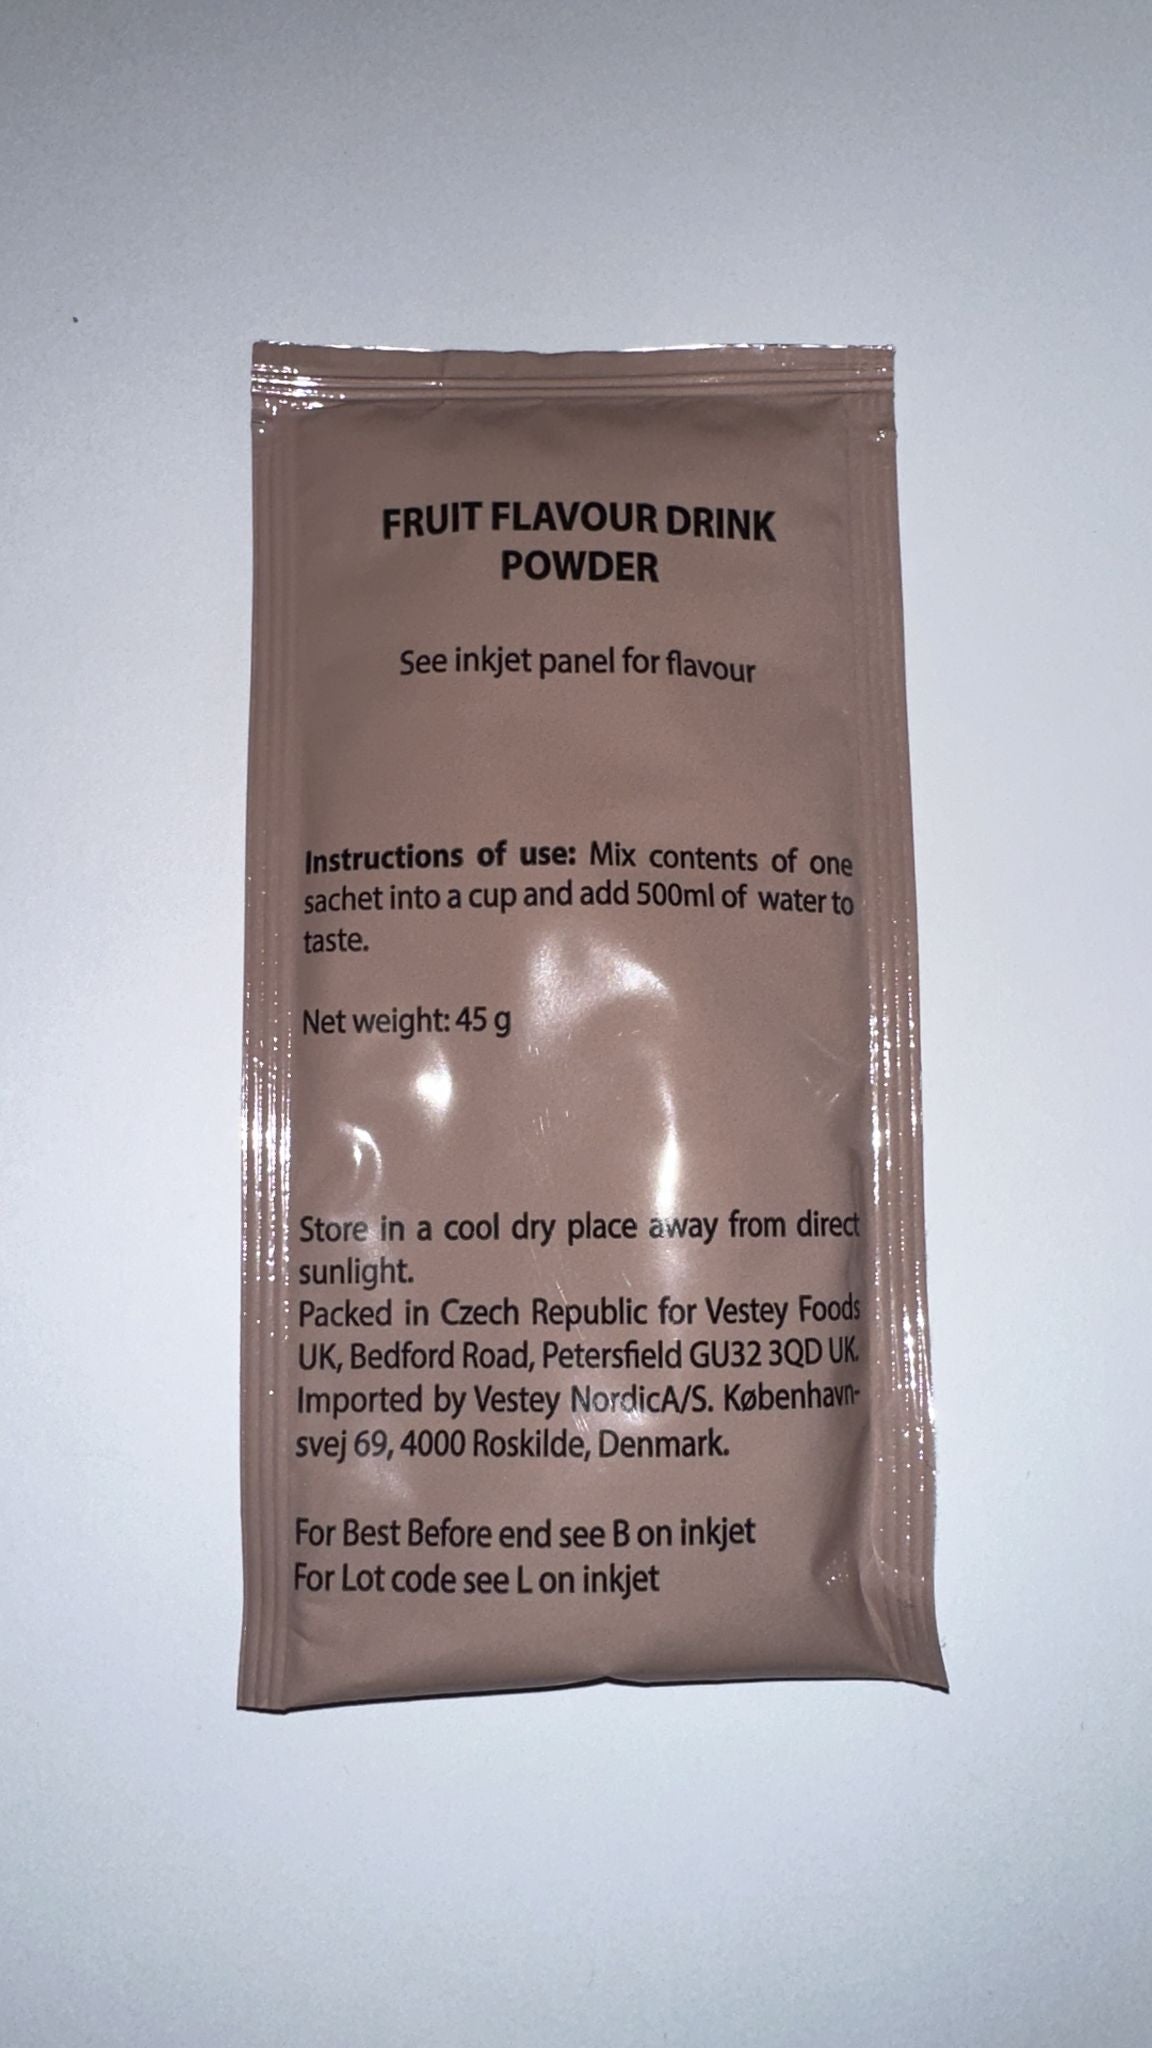 FRUIT FLAVOUR DRINK
POWDER
See inkjet panel for flavour
Instructions of use: Mix contents of one
sachet into a cup and add 500ml of water to
taste.
Net weight: 45 g
Store in a cool dry place away from direct
sunlight.
Packed in Czech Republic for Vestey Foods
UK, Bedford Road, Petersfield GU32 3QD UK.
Imported by Vestey NordicA/S. København-
svej 69, 4000 Roskilde, Denmark.
For Best Before end see B on inkjet
For Lot code see L on inkjet